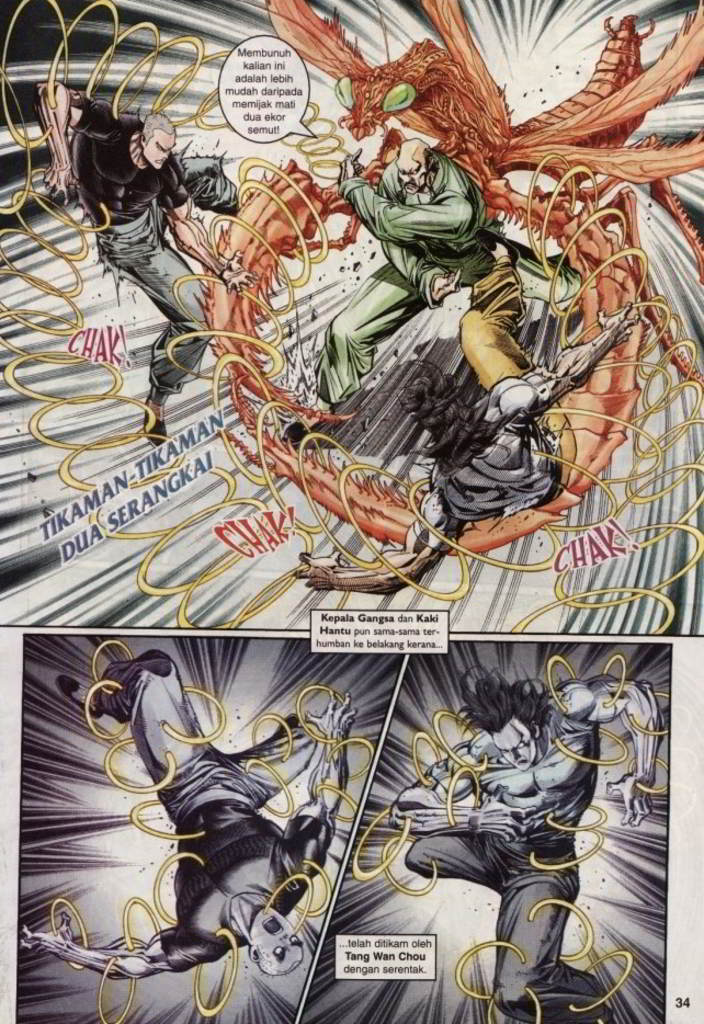 Membunuh
kalian ini
adalah lebih
mudah daripada
memijak mati
dua ekor
semut!
CHAK!
TIKAMAN-TIKAMAN
DUA SERANGKAI
CHAK!
CHAK!
Kepala Gangsa dan Kaki
Hantu pun sama-sama ter-
humban ke belakang kerana...
...telah ditikam oleh
Tang Wan Chou
dengan serentak.
34